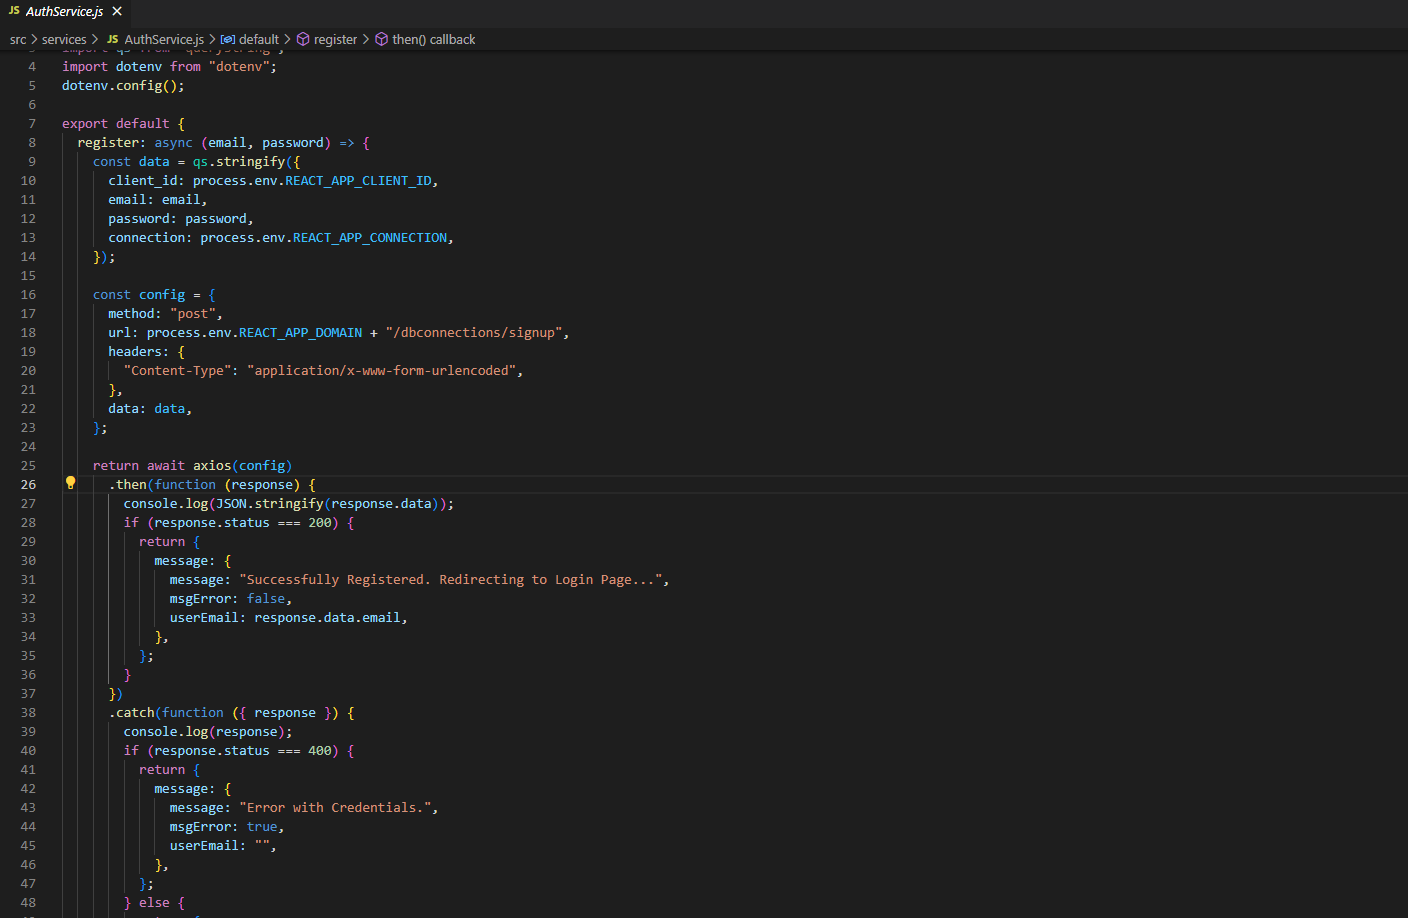 JS AuthService.js
src > services > JS AuthService.js > default > register > then() callback
3 import qs from "querystring";
4 import dotenv from "dotenv";
5 dotenv.config();
6
7 export default {
8 register: async (email, password) => {
9 const data = qs.stringify({
10 client_id: process.env.REACT_APP_CLIENT_ID,
11 email: email,
12 password: password,
13 connection: process.env.REACT_APP_CONNECTION,
14 });
15
16 const config = {
17 method: "post",
18 url: process.env.REACT_APP_DOMAIN + "/dbconnections/signup",
19 headers: {
20 "Content-Type": "application/x-www-form-urlencoded",
21 },
22 data: data,
23 };
24
25 return await axios(config)
26 .then(function (response) {
27 console.log(JSON.stringify(response.data));
28 if (response.status === 200) {
29 return {
30 message: {
31 message: "Successfully Registered. Redirecting to Login Page...",
32 msgError: false,
33 userEmail: response.data.email,
34 },
35 };
36 }
37 })
38 .catch(function ({ response }) {
39 console.log(response);
40 if (response.status === 400) {
41 return {
42 message: {
43 message: "Error with Credentials.",
44 msgError: true,
45 userEmail: "",
46 },
47 };
48 } else {